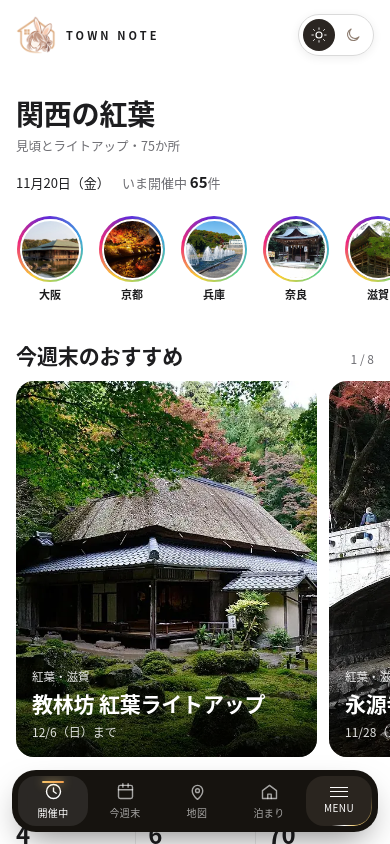 TOWN NOTE
関西の紅葉
見頃とライトアップ・75か所
11月20日（金） いま開催中 65件
大阪 京都 兵庫 奈良 滋賀
今週末のおすすめ
1 / 8
紅葉・滋賀
教林坊 紅葉ライトアップ
12/6（日）まで
紅葉・滋
永源
11/28
開催中 今週末 地図 泊まり MENU
4 6 70